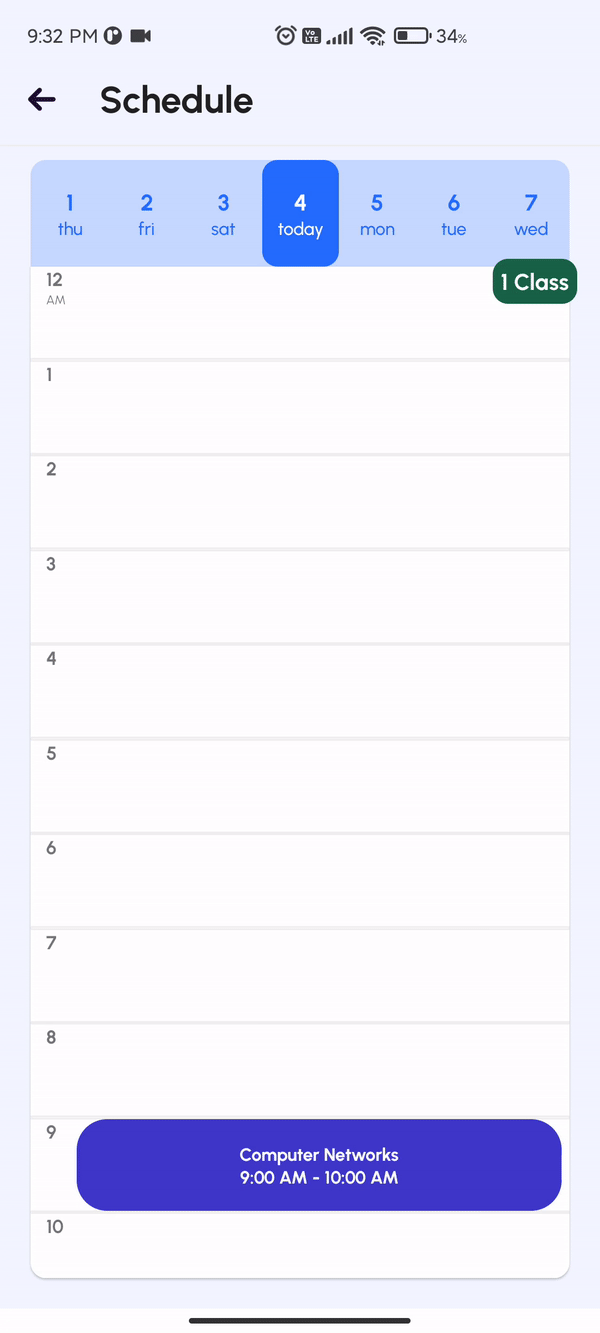 9:32 PM Vo LTE 34%
Schedule
1 2 3 4 5 6 7
thu fri sat today mon tue wed
12
AM
1 Class
1
2
3
4
5
6
7
8
9
Computer Networks
9:00 AM - 10:00 AM
10